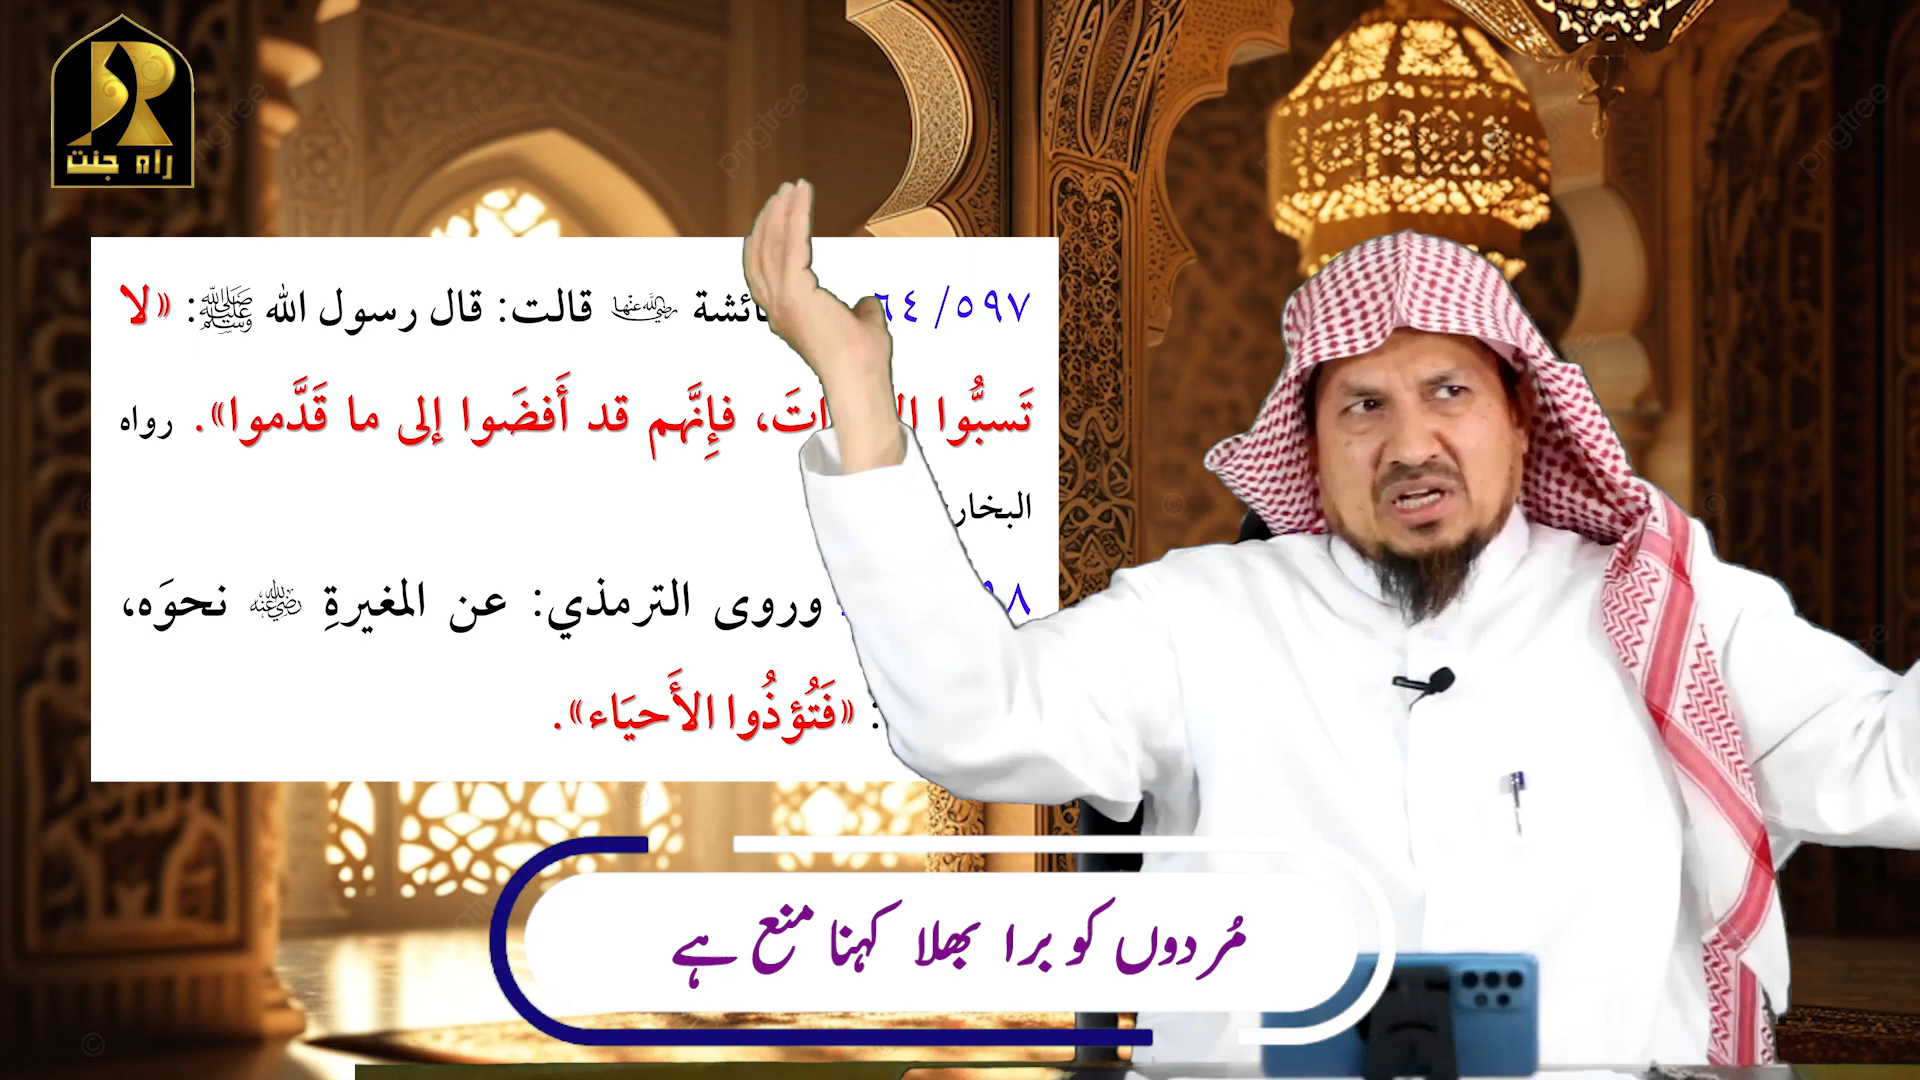 راہ جنت
٥٩٧/ ٦٤ عائشة رضي الله عنها قالت: قال رسول الله ﷺ: «لا
تَسبُّوا الأمواتَ، فإِنَّهم قد أَفضَوا إلى ما قَدَّموا». رواه
البخاري
وروى الترمذي: عن المغيرةِ رضي الله عنه نحوَه،
: «فَتُؤذُوا الأَحيَاء».
مُردوں کو برا بھلا کہنا منع ہے